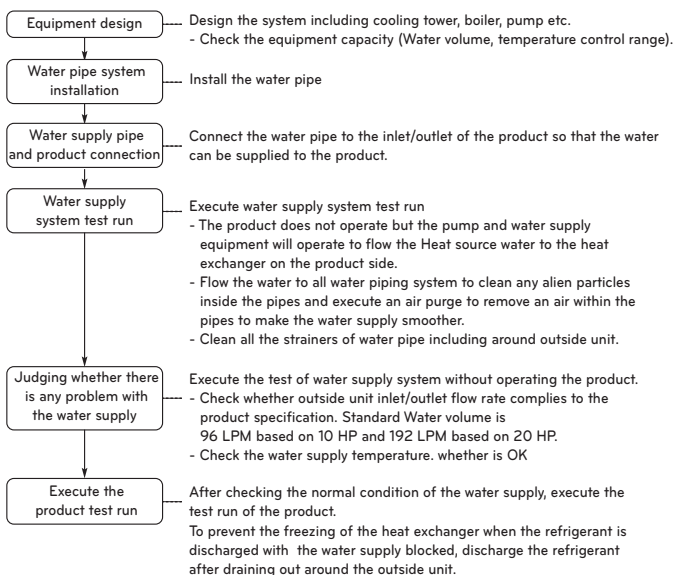 Equipment design
Design the system including cooling tower, boiler, pump etc.
- Check the equipment capacity (Water volume, temperature control range).
Water pipe system
installation
Install the water pipe
Water supply pipe
and product connection
Connect the water pipe to the inlet/outlet of the product so that the water
can be supplied to the product.
Water supply
system test run
Execute water supply system test run
- The product does not operate but the pump and water supply
equipment will operate to flow the Heat source water to the heat
exchanger on the product side.
- Flow the water to all water piping system to clean any alien particles
inside the pipes and execute an air purge to remove an air within the
pipes to make the water supply smoother.
- Clean all the strainers of water pipe including around outside unit.
Judging whether there
is any problem with
the water supply
Execute the test of water supply system without operating the product.
- Check whether outside unit inlet/outlet flow rate complies to the
product specification. Standard Water volume is
96 LPM based on 10 HP and 192 LPM based on 20 HP.
- Check the water supply temperature. whether is OK
Execute the
product test run
After checking the normal condition of the water supply, execute the
test run of the product.
To prevent the freezing of the heat exchanger when the refrigerant is
discharged with the water supply blocked, discharge the refrigerant
after draining out around the outside unit.